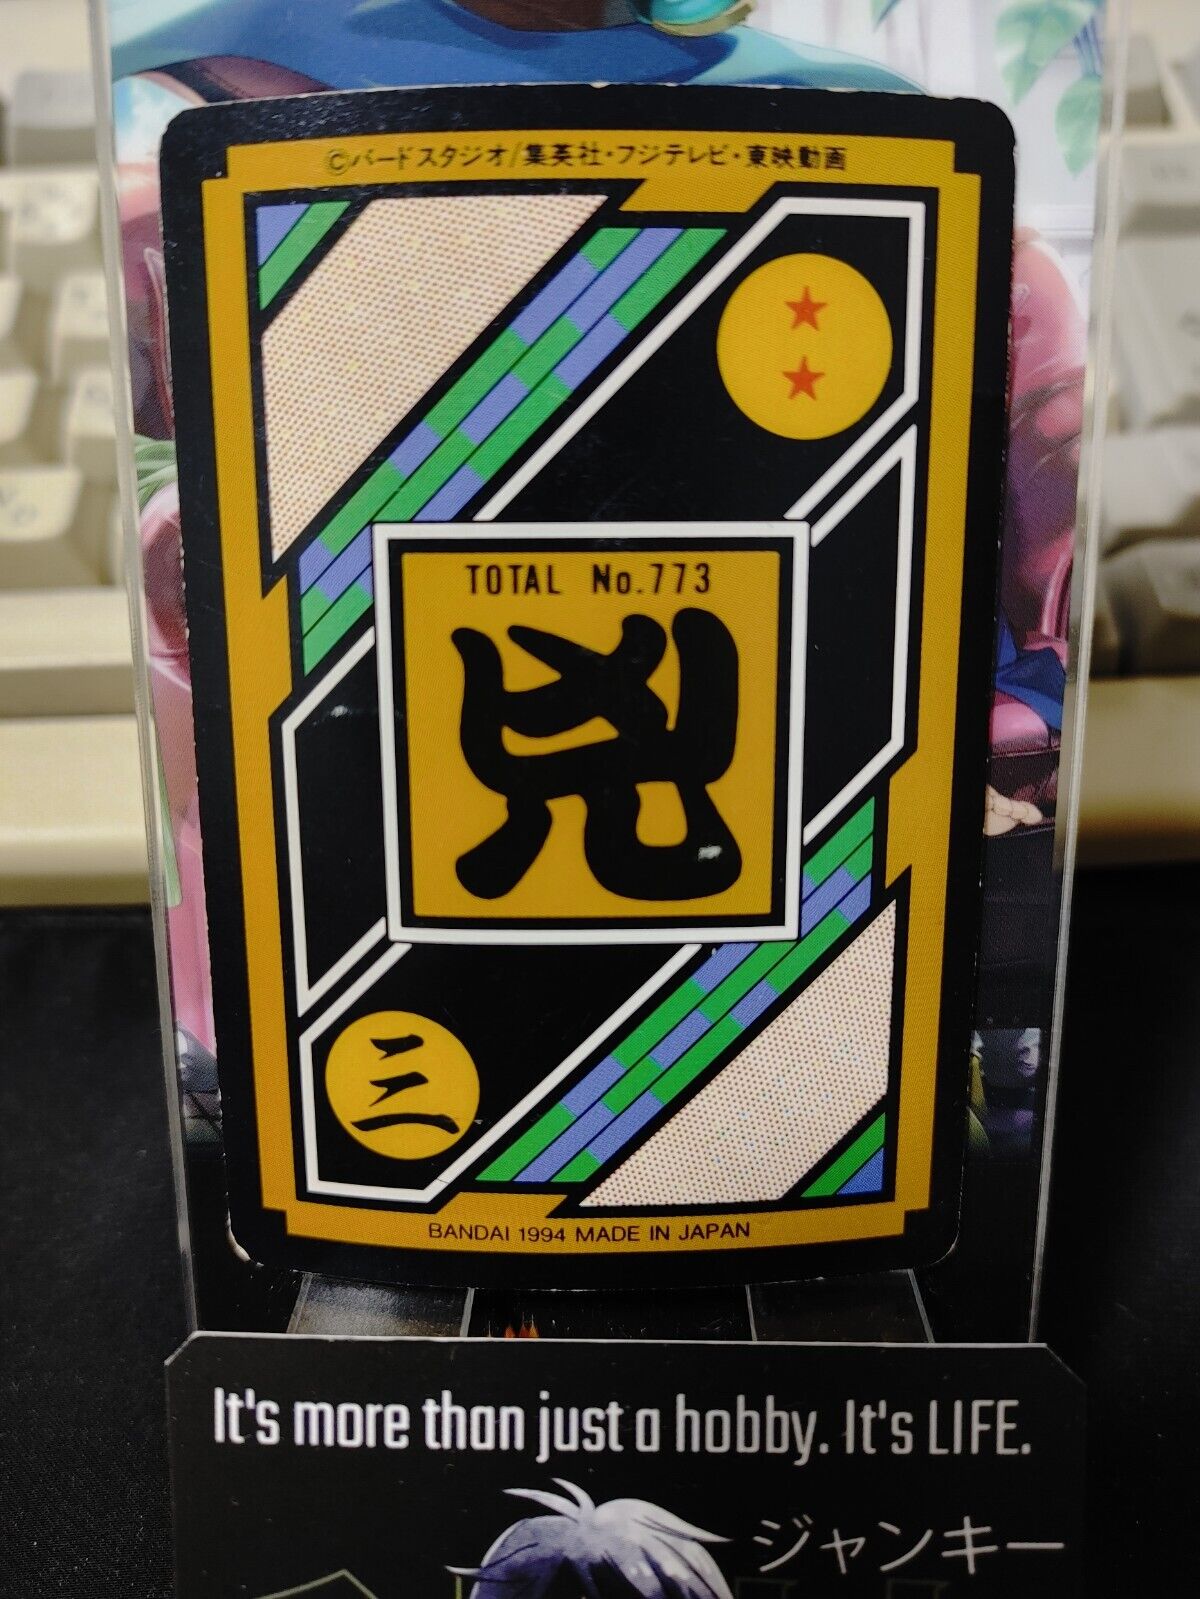 ©バードスタジオ/集英社・フジテレビ・東映動画
TOTAL No.773
兇
三
BANDAI 1994 MADE IN JAPAN
It's more than just a hobby. It's LIFE.
ジャンキー